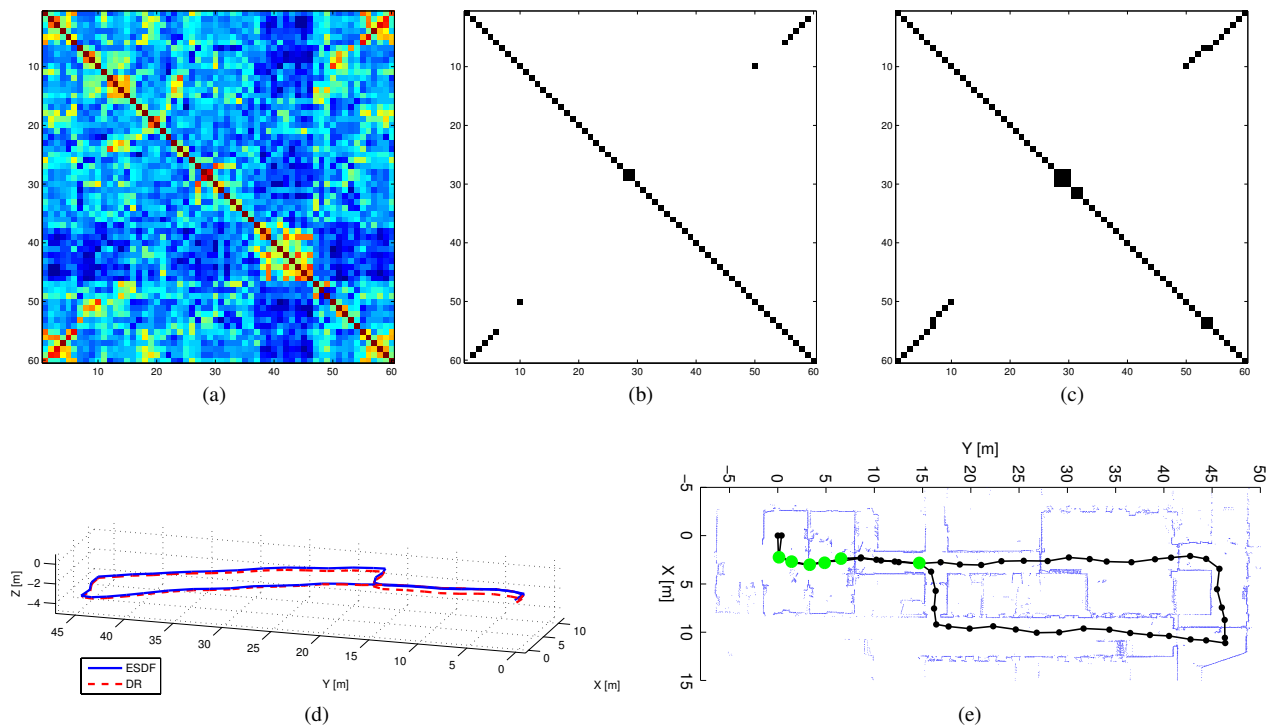 10
20
30
40
50
60
10 20 30 40 50 60
(a)
10
20
30
40
50
60
10 20 30 40 50 60
(b)
10
20
30
40
50
60
10 20 30 40 50 60
(c)
Z [m]
0
−2
−4
45 40 35 30 25 20 15 10 5 0
0 5 10
Y [m]
X [m]
ESDF
DR
(d)
Y [m]
−5 0 5 10 15 20 25 30 35 40 45 50
X [m]
−5
0
5
10
15
(e)